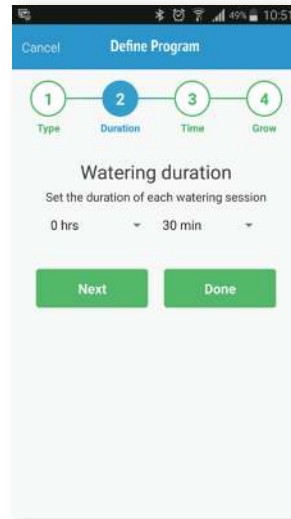 49% 10:51
Cancel Define Program
1 2 3 4
Type Duration Time Grow
Watering duration
Set the duration of each watering session
0 hrs 30 min
Next Done